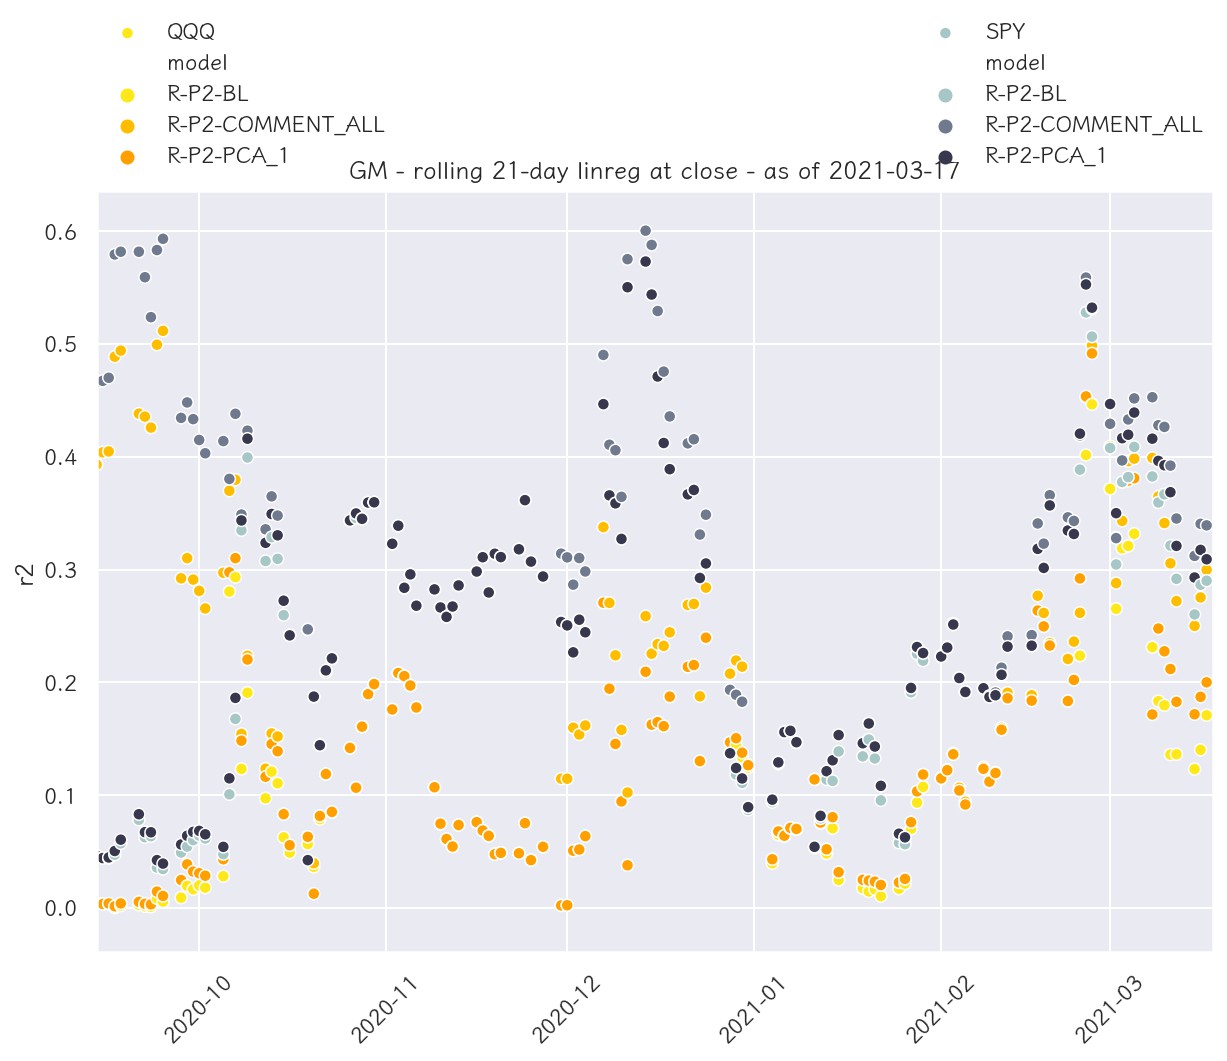 QQQ
model
R-P2-BL
R-P2-COMMENT_ALL
R-P2-PCA_1
SPY
model
R-P2-BL
R-P2-COMMENT_ALL
R-P2-PCA_1
GM - rolling 21-day linreg at close - as of 2021-03-17
r2
0.6
0.5
0.4
0.3
0.2
0.1
0.0
2020-10
2020-11
2020-12
2021-01
2021-02
2021-03